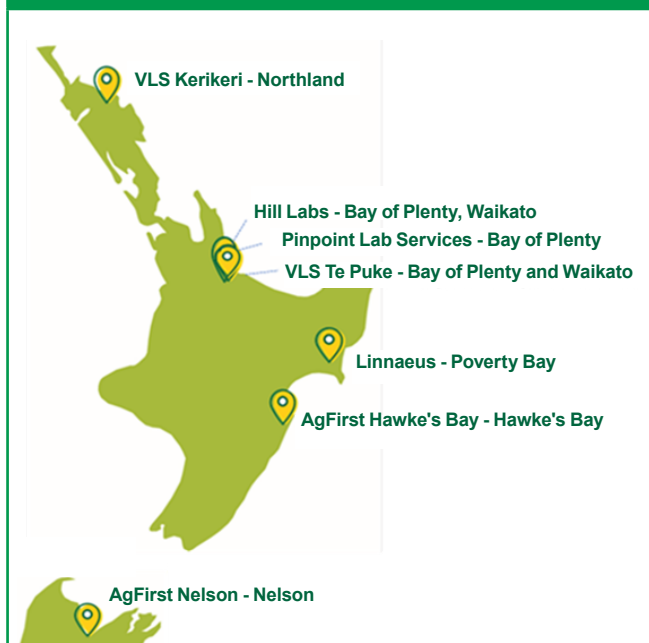 VLS Kerikeri - Northland
Hill Labs - Bay of Plenty, Waikato
Pinpoint Lab Services - Bay of Plenty
VLS Te Puke - Bay of Plenty and Waikato
Linnaeus - Poverty Bay
AgFirst Hawke's Bay - Hawke's Bay
AgFirst Nelson - Nelson